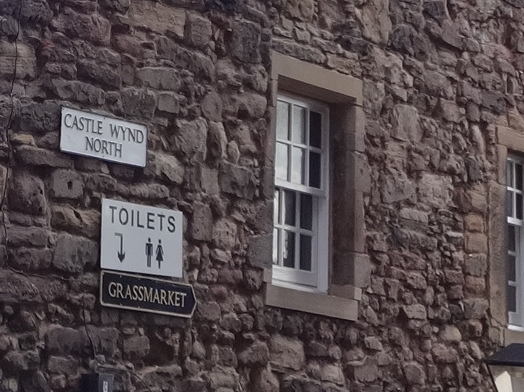 CASTLE WYND
NORTH
TOILETS
GRASSMARKET